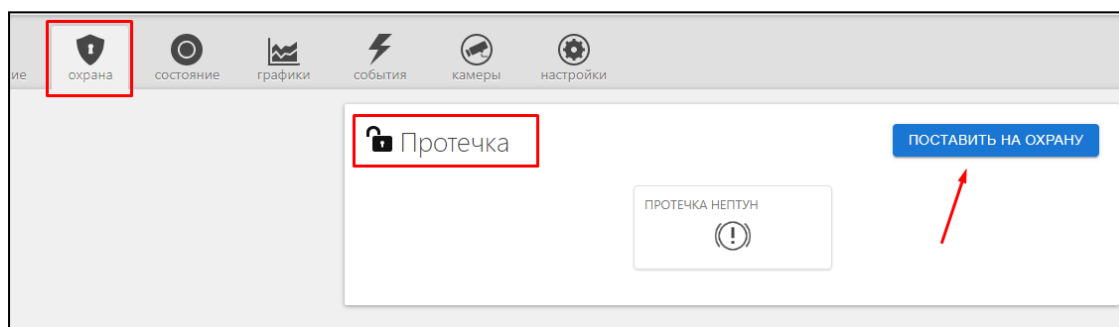 ие охрана состояние графики события камеры настройки
Протечка
ПОСТАВИТЬ НА ОХРАНУ
ПРОТЕЧКА НЕПТУН